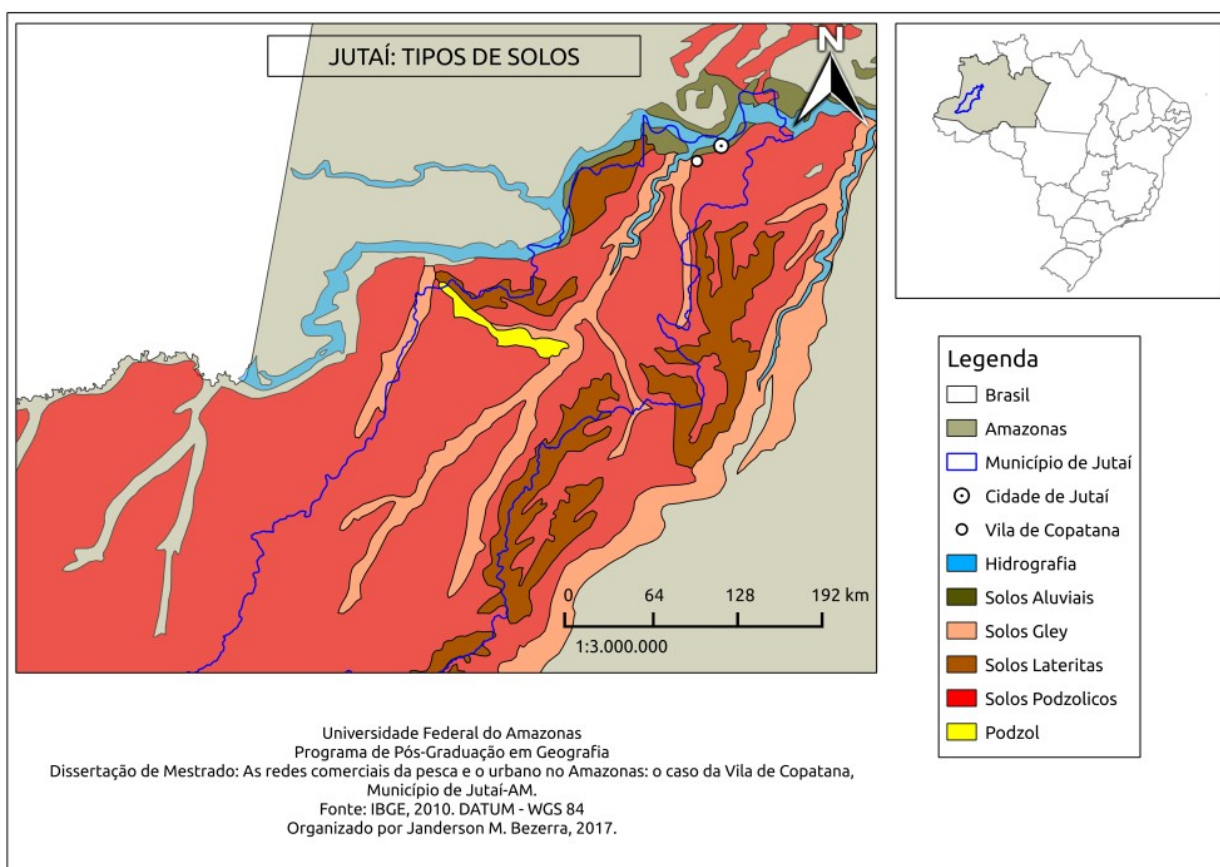 JUTAÍ: TIPOS DE SOLOS
N
0 64 128 192 km
1:3.000.000
Legenda
Brasil
Amazonas
Município de Jutaí
Cidade de Jutaí
Vila de Copatana
Hidrografia
Solos Aluviais
Solos Gley
Solos Lateritas
Solos Podzolicos
Podzol
Universidade Federal do Amazonas
Programa de Pós-Graduação em Geografia
Dissertação de Mestrado: As redes comerciais da pesca e o urbano no Amazonas: o caso da Vila de Copatana,
Município de Jutaí-AM.
Fonte: IBGE, 2010. DATUM - WGS 84
Organizado por Janderson M. Bezerra, 2017.